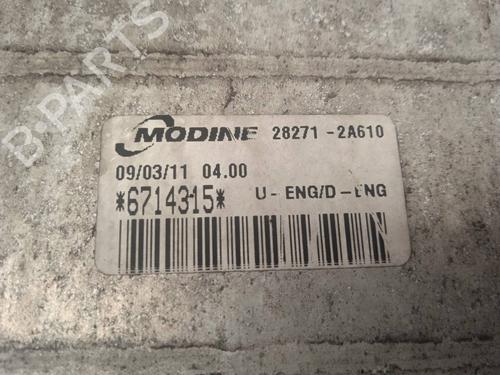 MODINE 28271 -2A610
09/03/11 04.00
*6714315* U- ENG/D-ENG
B-PARTS